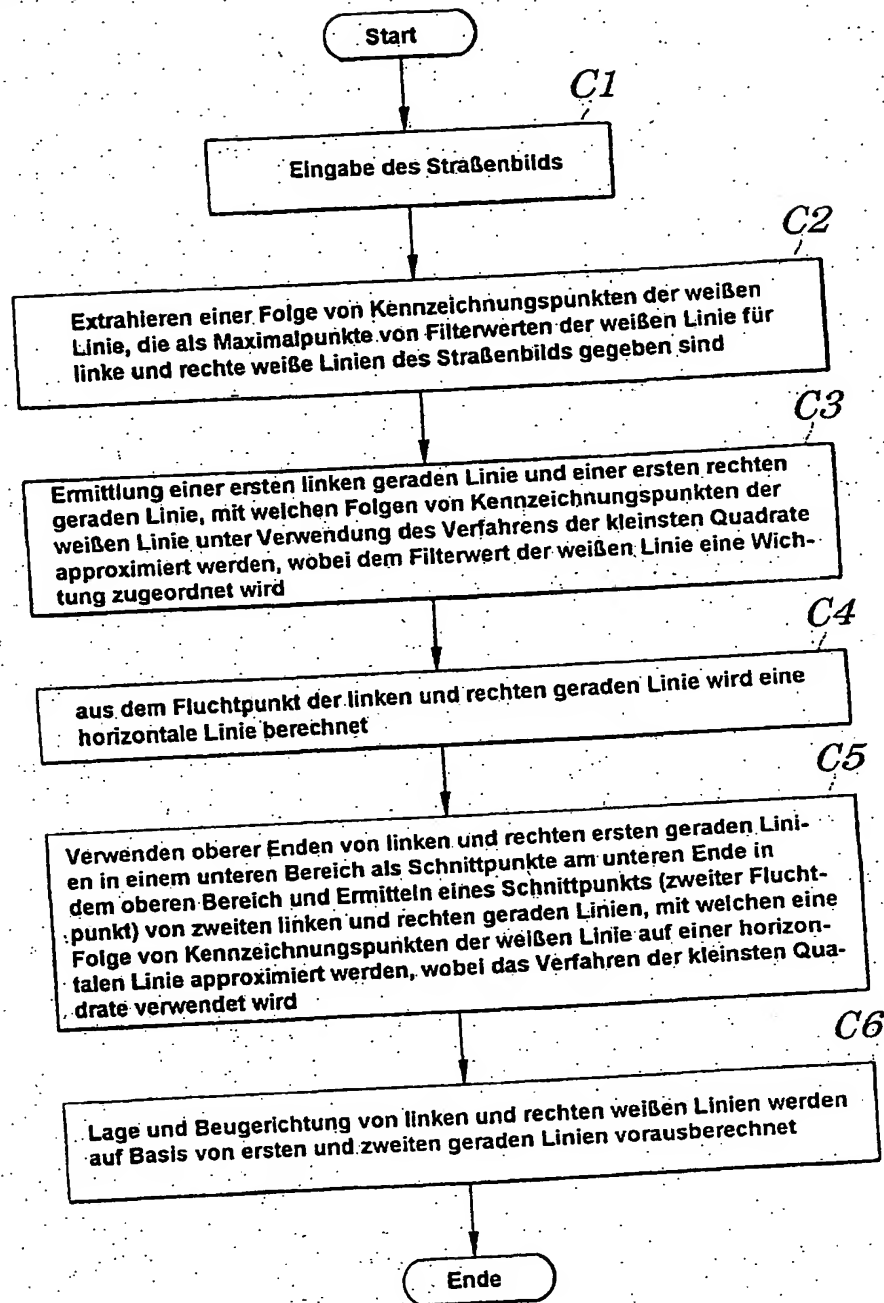 Start
C1
Eingabe des Straßenbilds
C2
Extrahieren einer Folge von Kennzeichnungspunkten der weißen
Linie, die als Maximalpunkte von Filterwerten der weißen Linie für
linke und rechte weiße Linien des Straßenbilds gegeben sind
C3
Ermittlung einer ersten linken geraden Linie und einer ersten rechten
geraden Linie, mit welchen Folgen von Kennzeichnungspunkten der
weißen Linie unter Verwendung des Verfahrens der kleinsten Quadrate
approximiert werden, wobei dem Filterwert der weißen Linie eine Wich-
tung zugeordnet wird
C4
aus dem Fluchtpunkt der linken und rechten geraden Linie wird eine
horizontale Linie berechnet
C5
Verwenden oberer Enden von linken und rechten ersten geraden Lini-
en in einem unteren Bereich als Schnittpunkte am unteren Ende in
dem oberen Bereich und Ermitteln eines Schnittpunkts (zweiter Flucht-
punkt) von zweiten linken und rechten geraden Linien, mit welchen eine
Folge von Kennzeichnungspunkten der weißen Linie auf einer horizon-
talen Linie approximiert werden, wobei das Verfahren der kleinsten Qua-
drate verwendet wird
C6
Lage und Beugerichtung von linken und rechten weißen Linien werden
auf Basis von ersten und zweiten geraden Linien vorausberechnet
Ende